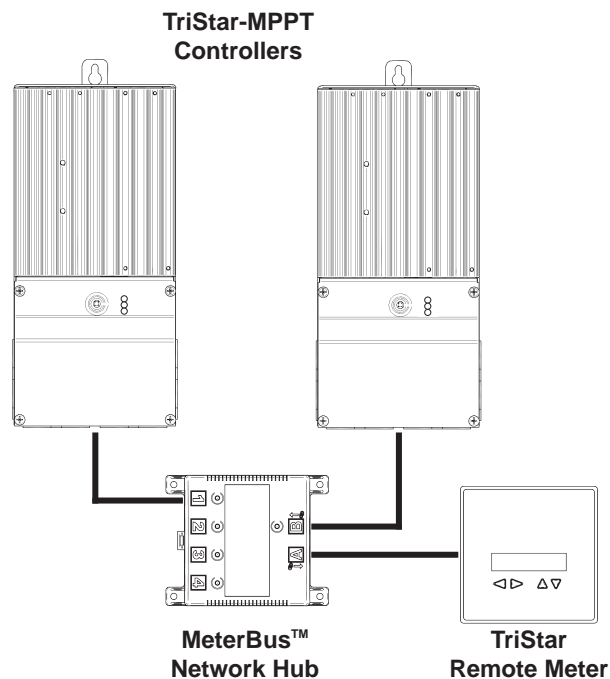 TriStar-MPPT
Controllers
1
2
3
4
B
A
MeterBus™
Network Hub
TriStar
Remote Meter